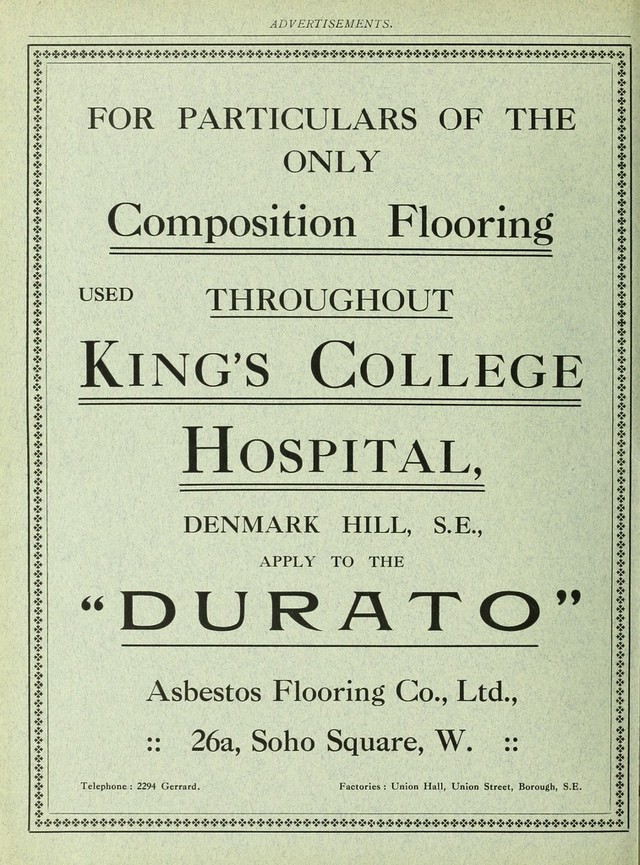 ADVERTISEMENTS.
FOR PARTICULARS OF THE
ONLY
Composition Flooring
USED THROUGHOUT
KING'S COLLEGE
HOSPITAL,
DENMARK HILL, S.E.,
APPLY TO THE
“DURATO”
Asbestos Flooring Co., Ltd.,
:: 26a, Soho Square, W. ::
Telephone : 2294 Gerrard. Factories : Union Hall, Union Street, Borough, S.E.